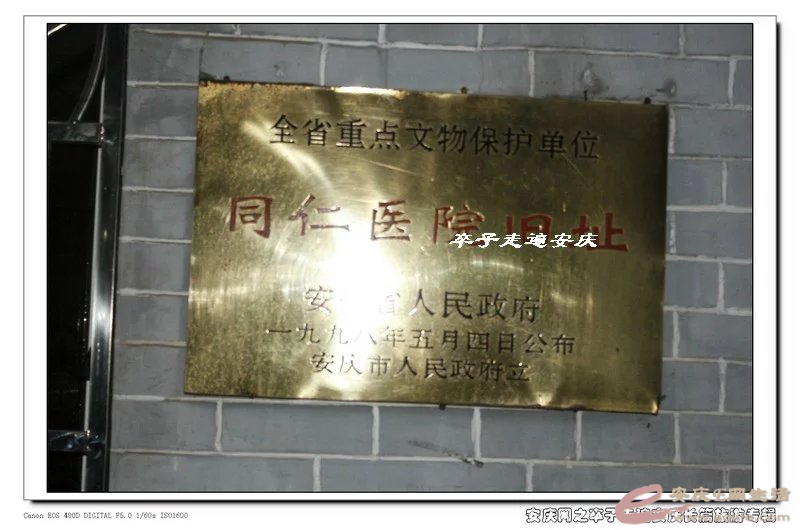 全省重点文物保护单位
同仁医院旧址
卒子走遍安庆
安徽省人民政府
一九九八年五月四日公布
安庆市人民政府立
Canon EOS 400D DIGITAL F5.0 1/60s ISO1600
安庆网之卒子